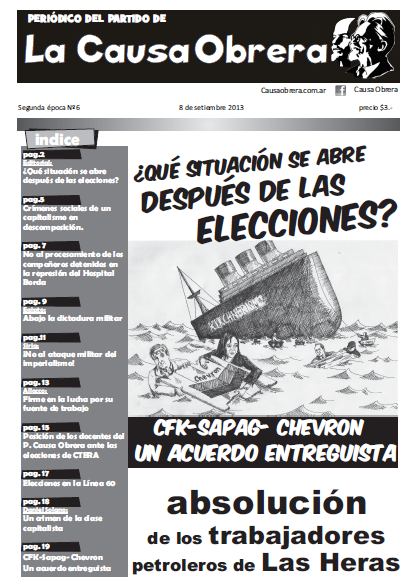 PERIÓDICO DEL PARTIDO DE
La Causa Obrera
Causaobrera.com.ar
Causa Obrera
Segunda época Nº6
8 de setiembre 2013
precio $3.-
índice
pag.2
Editorial:
¿Qué situación se abre
después de las elecciones?
pag.5
Crímenes sociales de un
capitalismo en
descomposición.
pag. 7
No al procesamiento de los
compañeros detenidos en
la represión del Hospital
Borda
pag. 9
Abajo la dictadura militar
pag.11
¡No al ataque militar del
imperialismo!
pag. 13
Firme en la lucha por su
fuente de trabajo
pag. 15
Posición de los docentes del
P. Causa Obrera ante las
elecciones de CTERA
pag. 17
Elecciones en la Línea 60
pag. 18
Daniel Solano:
Un crimen de la clase
capitalista
pag. 19
CFK-Sapag- Chevron
Un acuerdo entreguista
¿QUÉ SITUACIÓN SE ABRE
DESPUÉS DE LAS
ELECCIONES?
Chevron
CFK-SAPAG- CHEVRON
UN ACUERDO ENTREGUISTA
absolución
de los trabajadores
petroleros de Las Heras